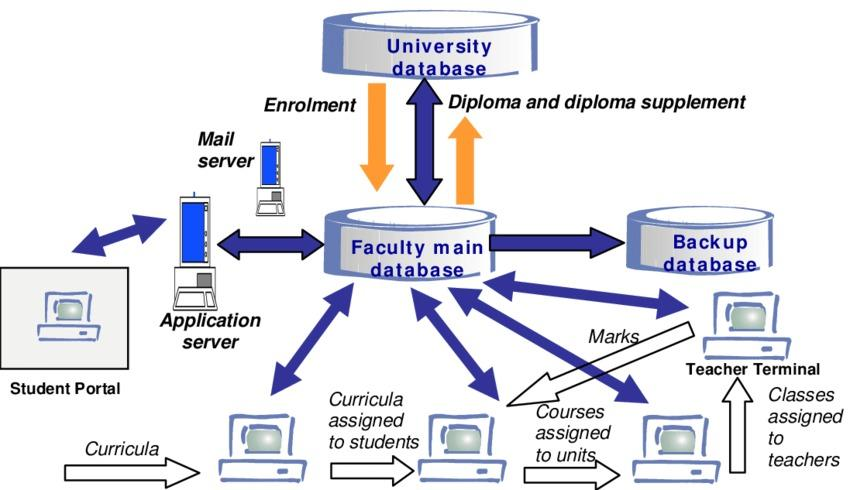 University
database
Enrolment
Diploma and diploma supplement
Mail
server
Faculty main
database
Backup
database
Application
server
Student Portal
Marks
Teacher Terminal
Curricula
Curricula
assigned
to students
Courses
assigned
to units
Classes
assigned
to
teachers